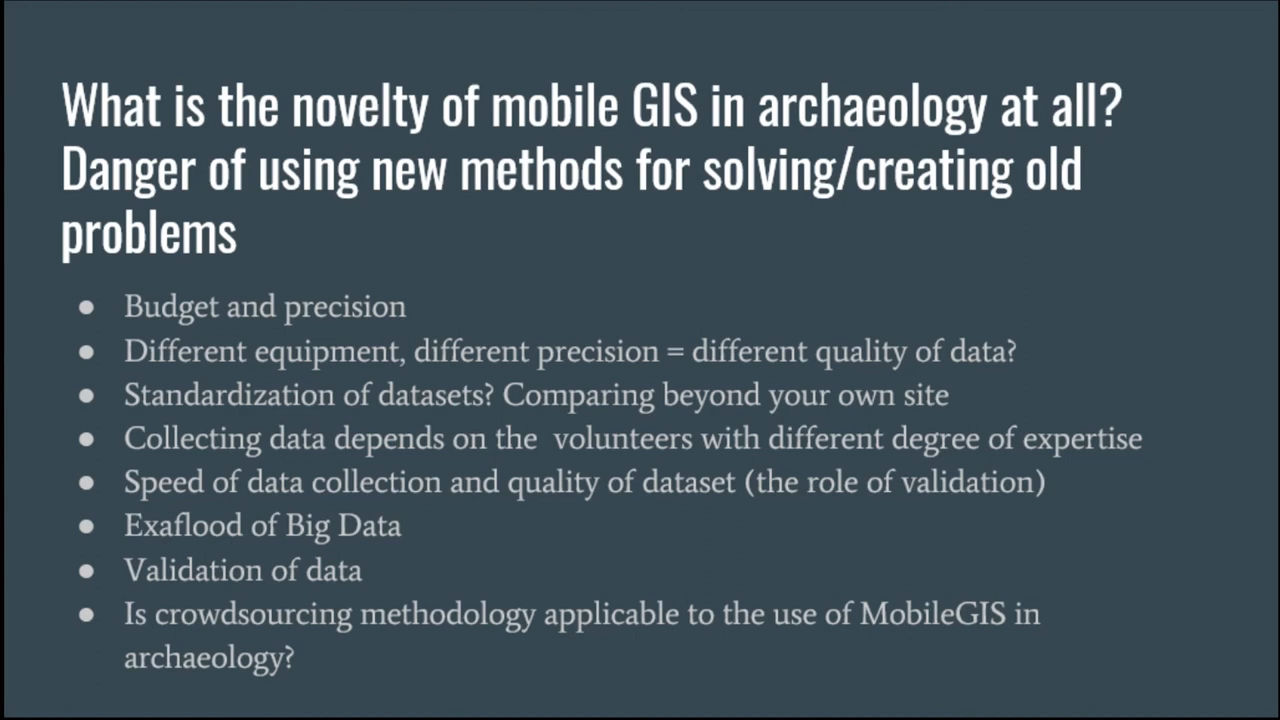 What is the novelty of mobile GIS in archaeology at all?
Danger of using new methods for solving/creating old
problems
● Budget and precision
● Different equipment, different precision = different quality of data?
● Standardization of datasets? Comparing beyond your own site
● Collecting data depends on the  volunteers with different degree of expertise
● Speed of data collection and quality of dataset (the role of validation)
● Exaflood of Big Data
● Validation of data
● Is crowdsourcing methodology applicable to the use of MobileGIS in
archaeology?